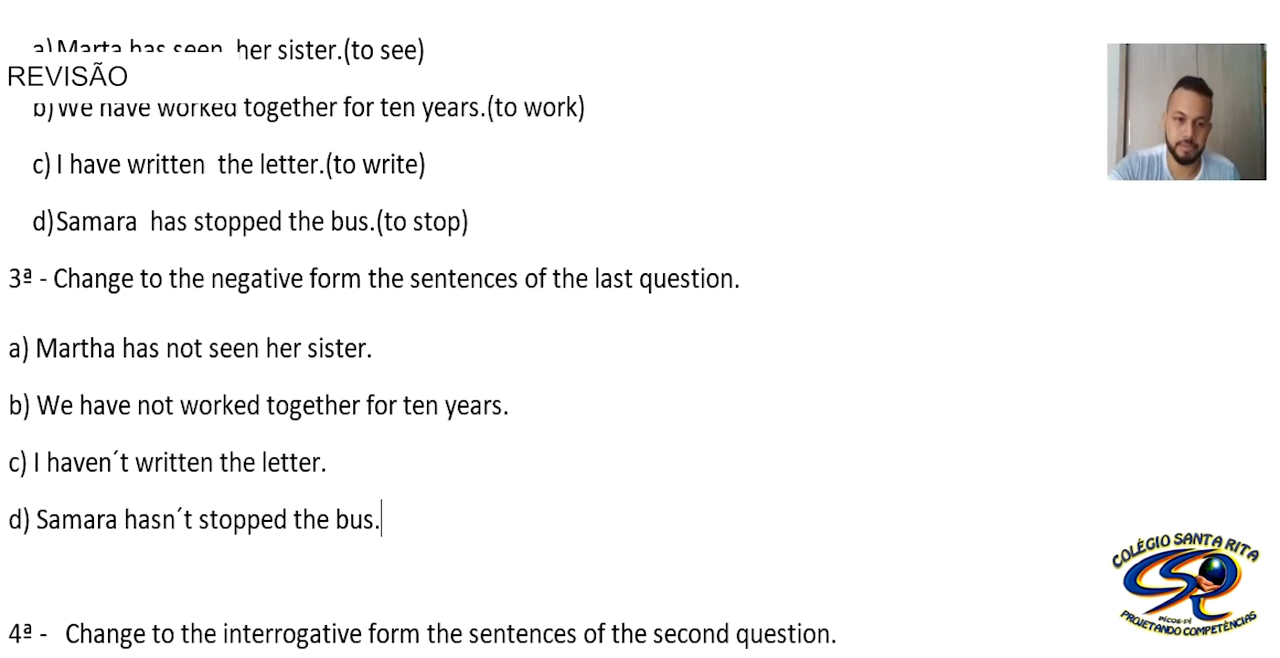 a) Marta has seen her sister.(to see)
REVISÃO
b) We have worked together for ten years.(to work)
c) I have written the letter.(to write)
d) Samara has stopped the bus.(to stop)
3ª - Change to the negative form the sentences of the last question.
a) Martha has not seen her sister.
b) We have not worked together for ten years.
c) I haven´t written the letter.
d) Samara hasn´t stopped the bus.
COLÉGIO SANTA RITA
PICOS-PI
PROJETANDO COMPETÊNCIAS
4ª - Change to the interrogative form the sentences of the second question.